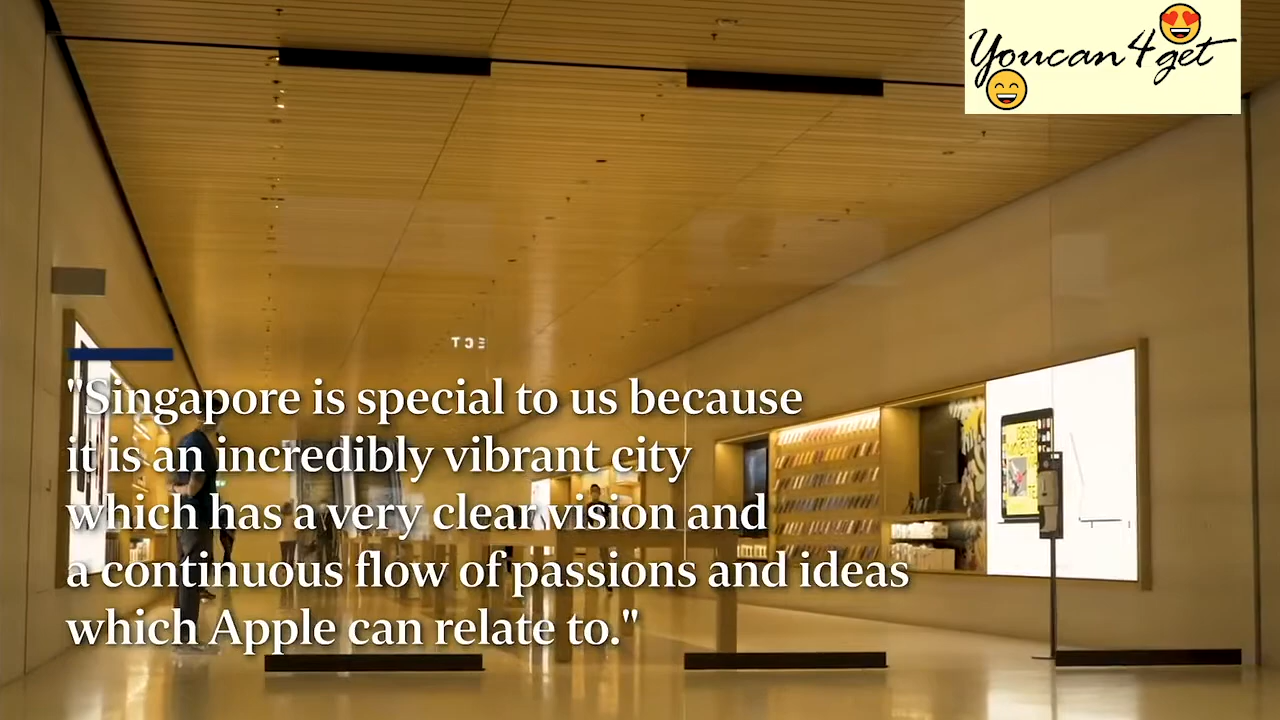 Youcan4get
"Singapore is special to us because
it is an incredibly vibrant city
which has a very clear vision and
a continuous flow of passions and ideas
which Apple can relate to."